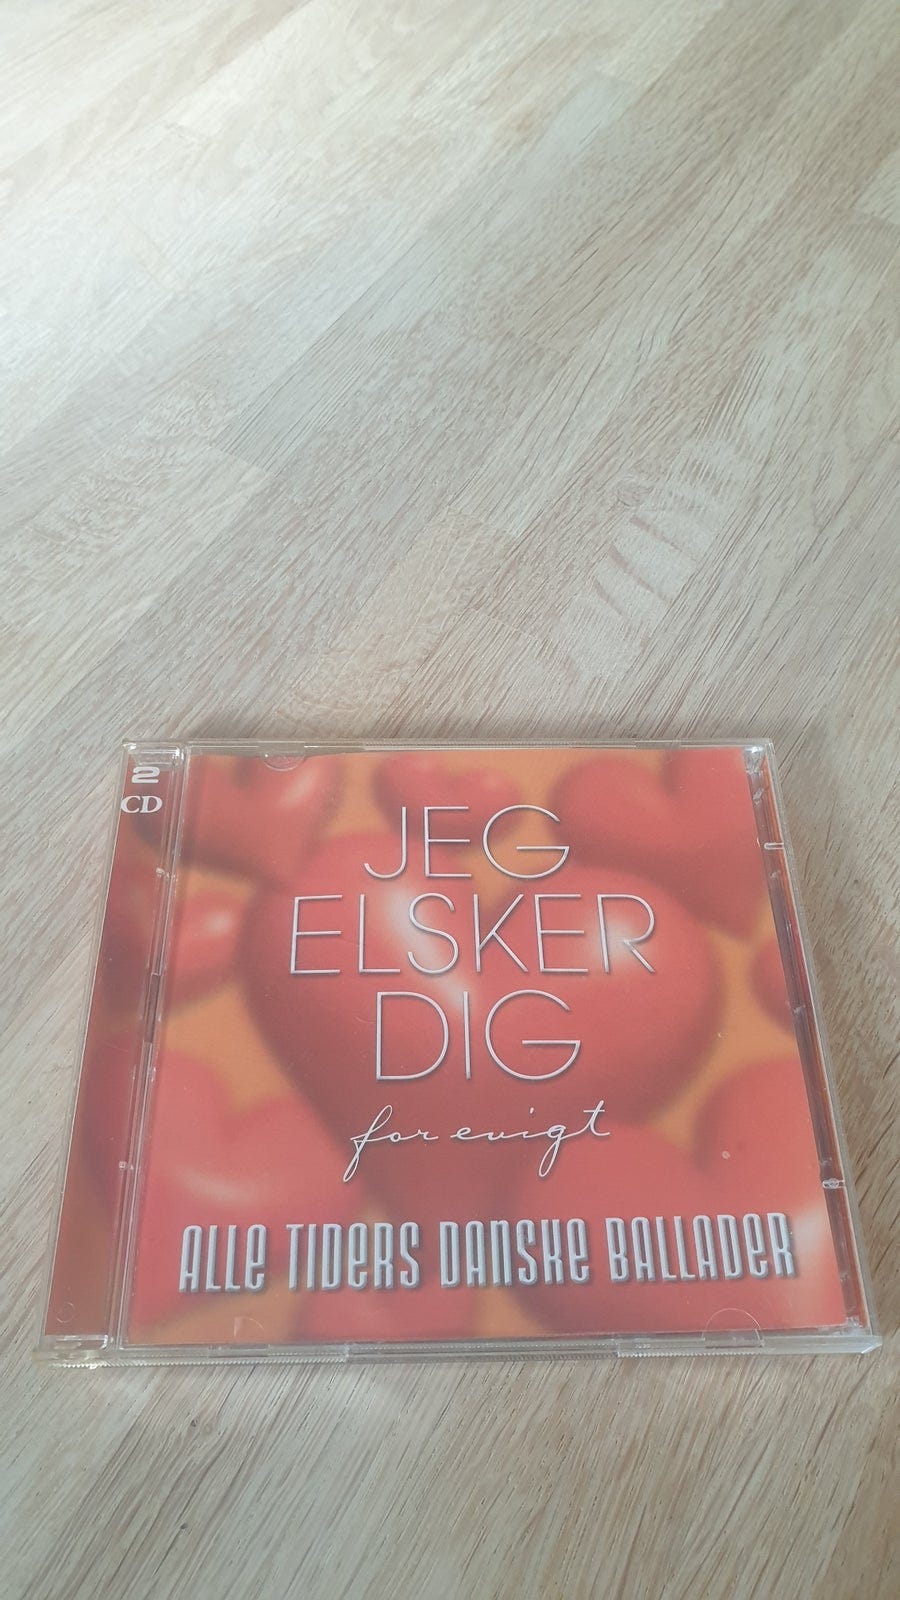 2
CD
JEG
ELSKER
DIG
for evigt
ALLE TIDERS DANSKE BALLADER